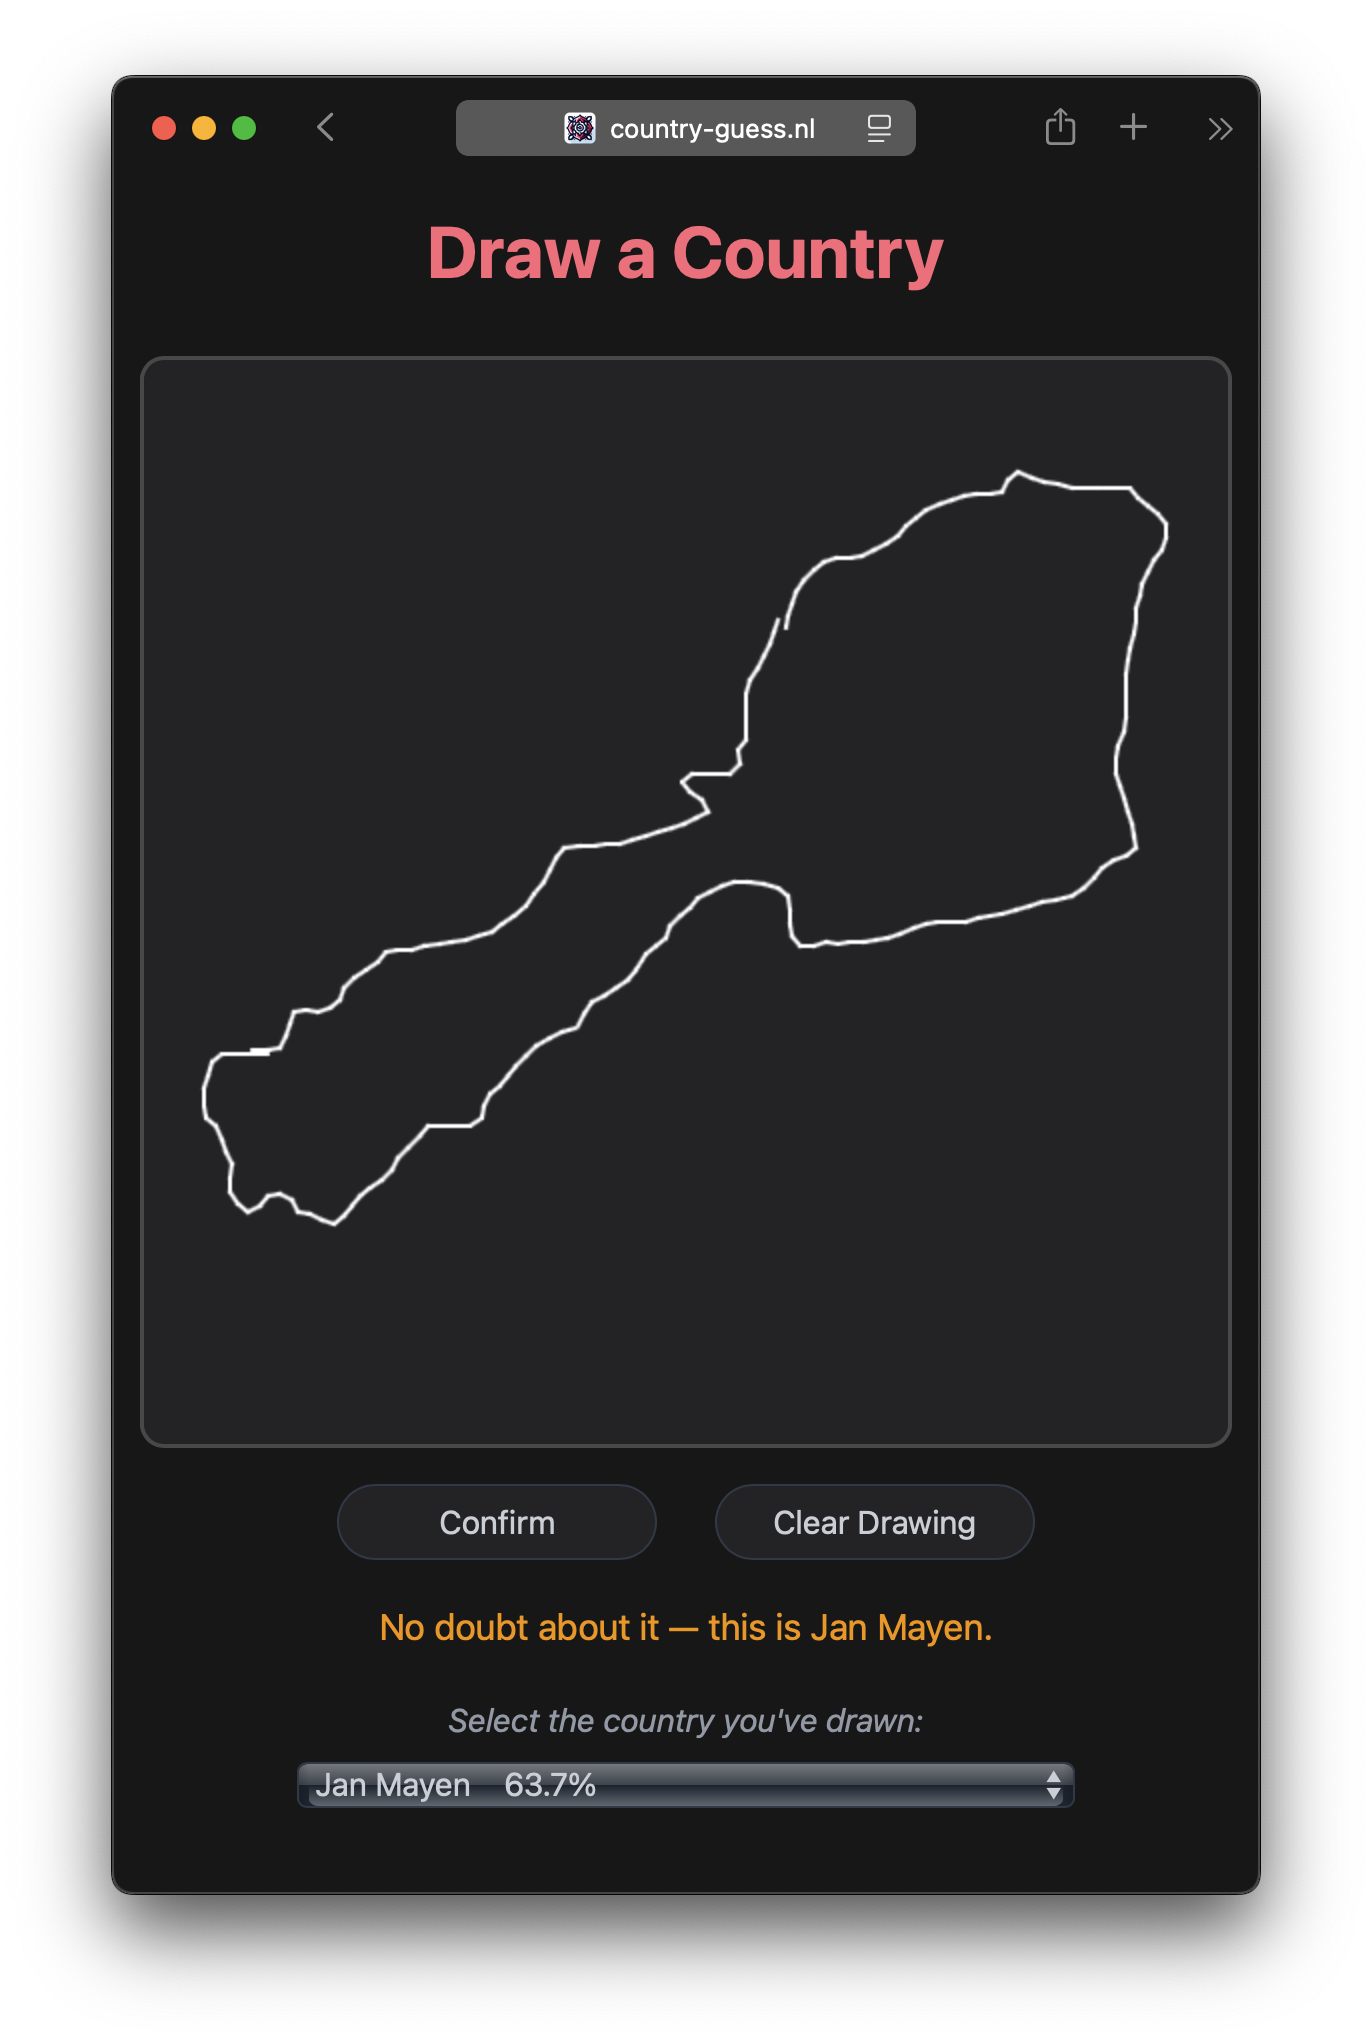 country-guess.nl
Draw a Country
Confirm
Clear Drawing
No doubt about it — this is Jan Mayen.
Select the country you've drawn:
Jan Mayen 63.7%